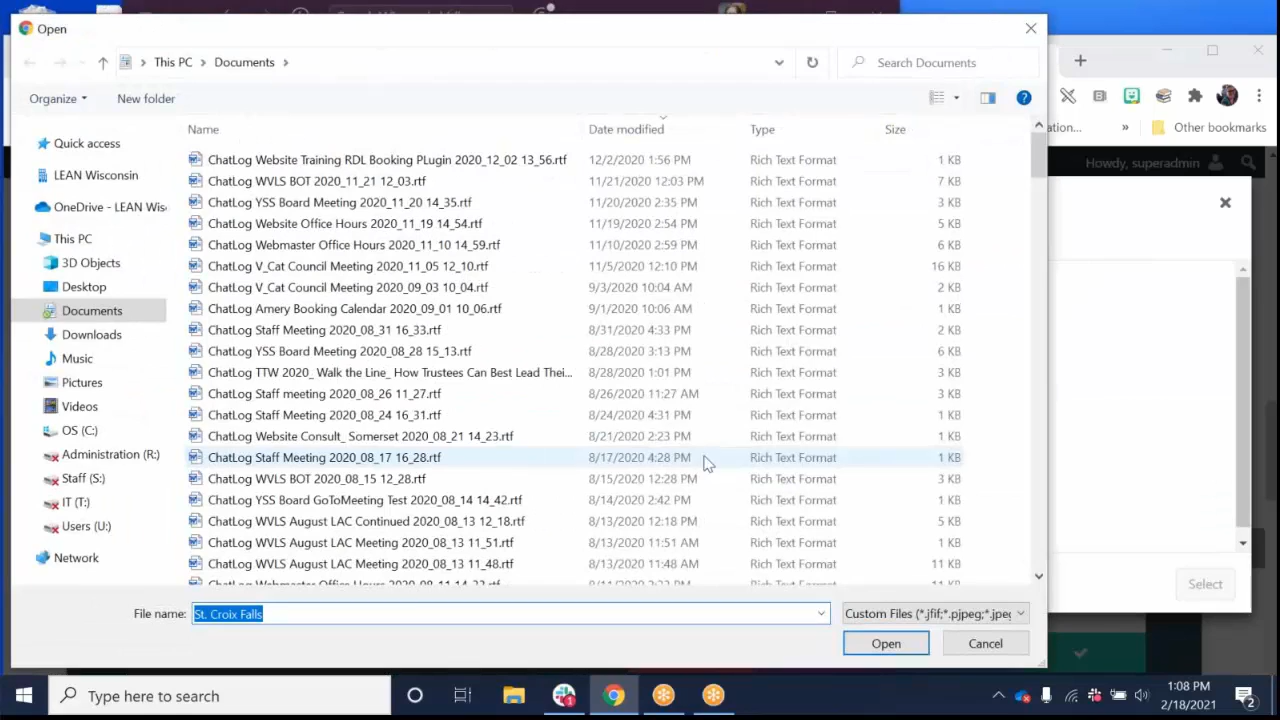 Open
This PC
Documents
Search Documents
Organize
New folder
Other bookmarks
Howdy, superadmin
Name
Date modified
Type
Size
Quick access
LEAN Wisconsin
OneDrive - LEAN Wis
This PC
3D Objects
Desktop
Documents
Downloads
Music
Pictures
Videos
OS (C:)
Administration (R:)
Staff (S:)
IT (T:)
Users (U:)
Network
ChatLog Website Training RDL Booking PLugin 2020_12_02 13_56.rtf 12/2/2020 1:56 PM Rich Text Format 1 KB
ChatLog WVLS BOT 2020_11_21 12_03.rtf 11/21/2020 12:03 PM Rich Text Format 7 KB
ChatLog YSS Board Meeting 2020_11_20 14_35.rtf 11/20/2020 2:35 PM Rich Text Format 3 KB
ChatLog Website Office Hours 2020_11_19 14_54.rtf 11/19/2020 2:54 PM Rich Text Format 5 KB
ChatLog Webmaster Office Hours 2020_11_10 14_59.rtf 11/10/2020 2:59 PM Rich Text Format 6 KB
ChatLog V_Cat Council Meeting 2020_11_05 12_10.rtf 11/5/2020 12:10 PM Rich Text Format 16 KB
ChatLog V_Cat Council Meeting 2020_09_03 10_04.rtf 9/3/2020 10:04 AM Rich Text Format 2 KB
ChatLog Amery Booking Calendar 2020_09_01 10_06.rtf 9/1/2020 10:06 AM Rich Text Format 2 KB
ChatLog Staff Meeting 2020_08_31 16_33.rtf 8/31/2020 4:33 PM Rich Text Format 2 KB
ChatLog YSS Board Meeting 2020_08_28 15_13.rtf 8/28/2020 3:13 PM Rich Text Format 6 KB
ChatLog TTW 2020_ Walk the Line_ How Trustees Can Best Lead Thei... 8/28/2020 1:01 PM Rich Text Format 3 KB
ChatLog Staff meeting 2020_08_26 11_27.rtf 8/26/2020 11:27 AM Rich Text Format 3 KB
ChatLog Staff Meeting 2020_08_24 16_31.rtf 8/24/2020 4:31 PM Rich Text Format 1 KB
ChatLog Website Consult_ Somerset 2020_08_21 14_23.rtf 8/21/2020 2:23 PM Rich Text Format 1 KB
ChatLog Staff Meeting 2020_08_17 16_28.rtf 8/17/2020 4:28 PM Rich Text Format 1 KB
ChatLog WVLS BOT 2020_08_15 12_28.rtf 8/15/2020 12:28 PM Rich Text Format 3 KB
ChatLog YSS Board GoToMeeting Test 2020_08_14 14_42.rtf 8/14/2020 2:42 PM Rich Text Format 1 KB
ChatLog WVLS August LAC Continued 2020_08_13 12_18.rtf 8/13/2020 12:18 PM Rich Text Format 5 KB
ChatLog WVLS August LAC Meeting 2020_08_13 11_51.rtf 8/13/2020 11:51 AM Rich Text Format 1 KB
ChatLog WVLS August LAC Meeting 2020_08_13 11_48.rtf 8/13/2020 11:48 AM Rich Text Format 11 KB
File name: St. Croix Falls
Custom Files (*.jfif;*.pjpeg;*.jpeg
Open
Cancel
Select
Type here to search
1:08 PM
2/18/2021
2